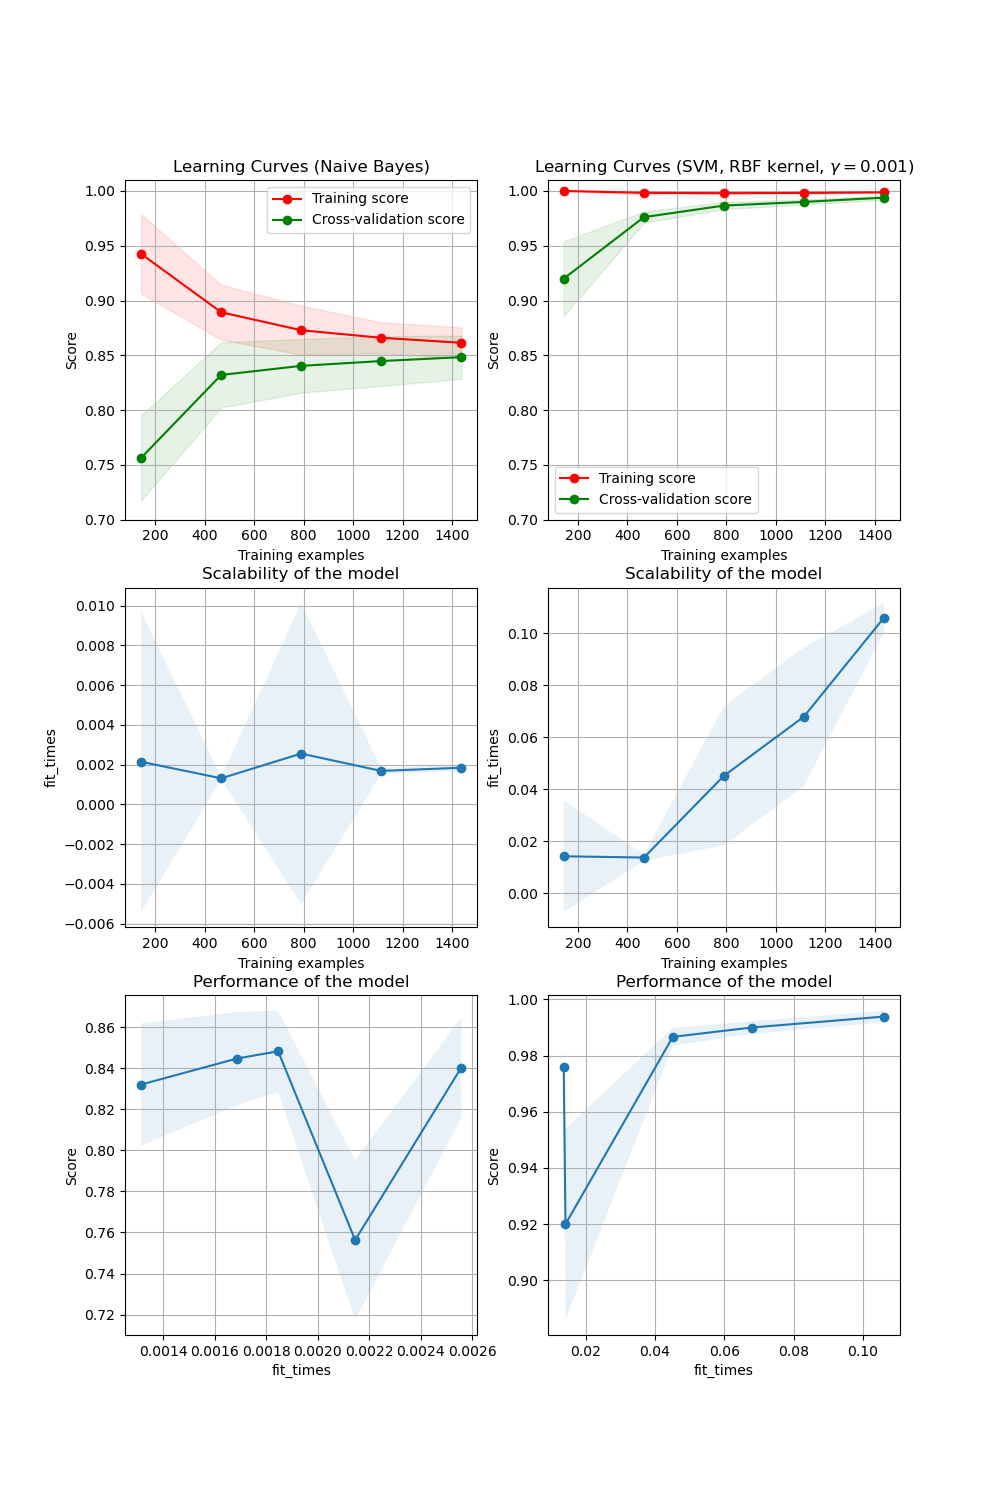 Learning Curves (Naive Bayes)
1.00
0.95
0.90
0.85
0.80
0.75
0.70
Score
Training score
Cross-validation score
200 400 600 800 1000 1200 1400
Training examples
Learning Curves (SVM, RBF kernel, γ = 0.001)
1.00
0.95
0.90
0.85
0.80
0.75
0.70
Score
Training score
Cross-validation score
200 400 600 800 1000 1200 1400
Training examples
Scalability of the model
0.010
0.008
0.006
0.004
0.002
0.000
−0.002
−0.004
−0.006
fit_times
200 400 600 800 1000 1200 1400
Training examples
Scalability of the model
0.10
0.08
0.06
0.04
0.02
0.00
fit_times
200 400 600 800 1000 1200 1400
Training examples
Performance of the model
0.86
0.84
0.82
0.80
0.78
0.76
0.74
0.72
Score
0.0014 0.0016 0.0018 0.0020 0.0022 0.0024 0.0026
fit_times
Performance of the model
1.00
0.98
0.96
0.94
0.92
0.90
Score
0.02 0.04 0.06 0.08 0.10
fit_times